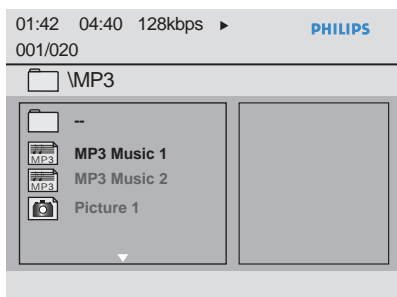 01:42 04:40 128kbps
PHILIPS
001/020
\MP3
--
MP3 MP3 Music 1
MP3 MP3 Music 2
Picture 1